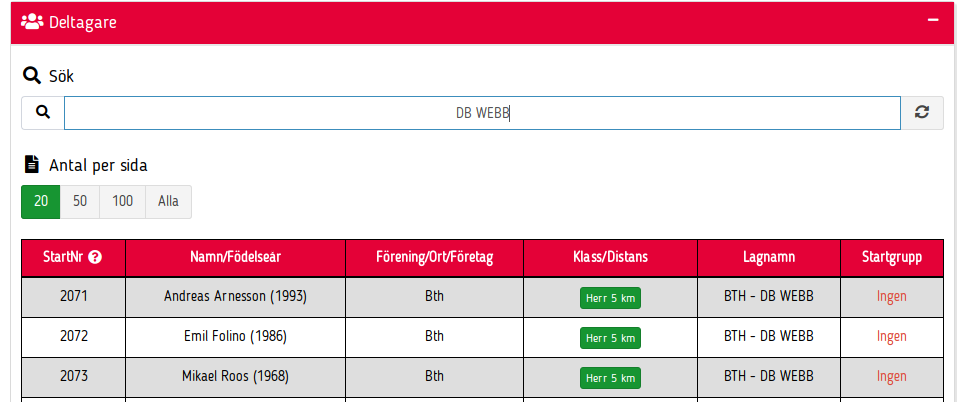 Deltagare
Sök
DB WEBB
Antal per sida
20 50 100 Alla
StartNr Namn/Födelseår Förening/Ort/Företag Klass/Distans Lagnamn Startgrupp
2071 Andreas Arnesson (1993) Bth Herr 5 km BTH - DB WEBB Ingen
2072 Emil Folino (1986) Bth Herr 5 km BTH - DB WEBB Ingen
2073 Mikael Roos (1968) Bth Herr 5 km BTH - DB WEBB Ingen